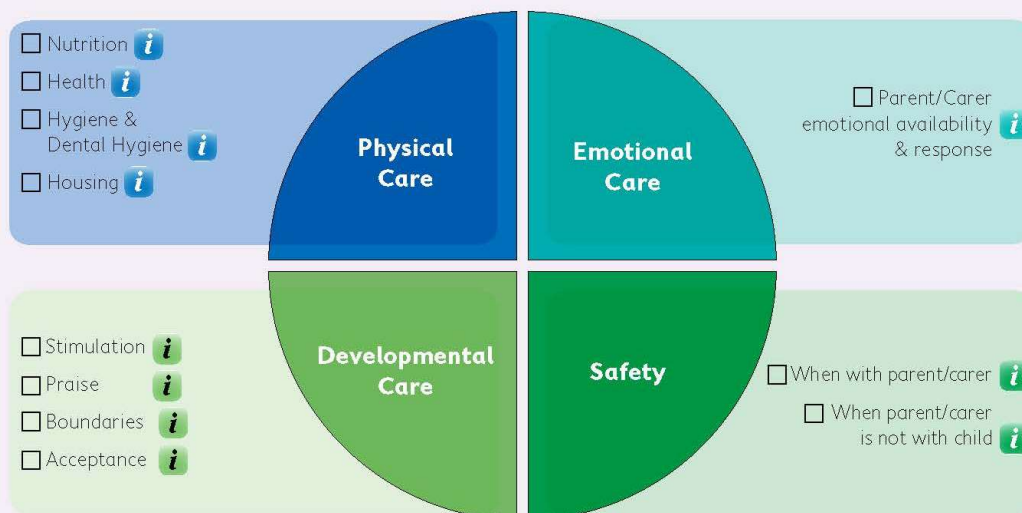 Nutrition i
Health i
Hygiene &
Dental Hygiene i
Housing i
Physical
Care
Emotional
Care
Parent/Carer
emotional availability i
& response
Stimulation i
Praise i
Boundaries i
Acceptance i
Developmental
Care
Safety
When with parent/carer i
When parent/carer
is not with child i